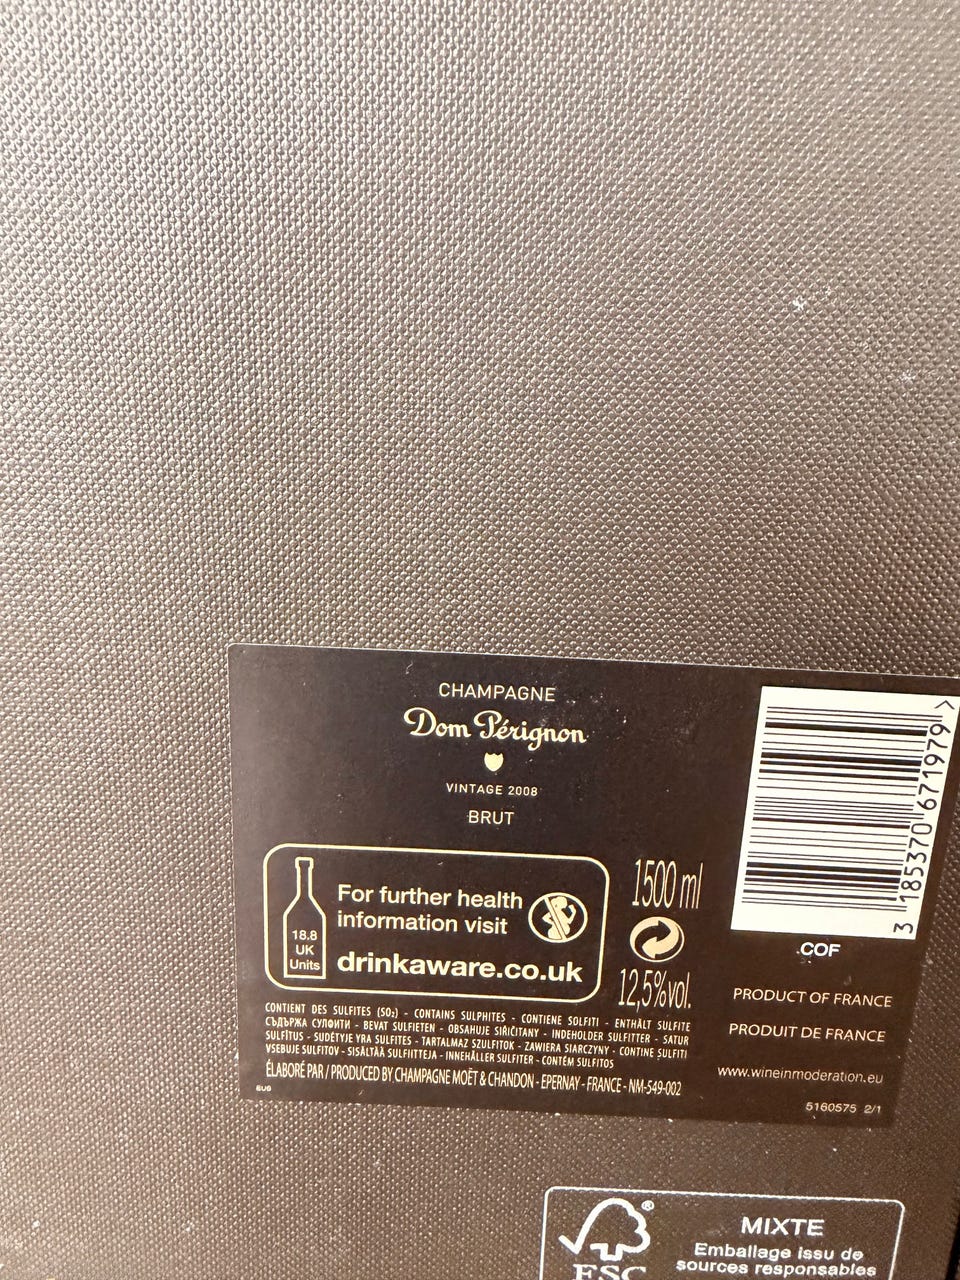 CHAMPAGNE
Dom Pérignon
VINTAGE 2008
BRUT
18.8
UK
Units
For further health
information visit
drinkaware.co.uk
1500 ml
12,5%vol.
3 185370 671979 >
COF
PRODUCT OF FRANCE
PRODUIT DE FRANCE
www.wineinmoderation.eu
5160575 2/1
CONTIENT DES SULFITES (SO₂) - CONTAINS SULPHITES - CONTIENE SOLFITI - ENTHÄLT SULFITE
СЪДЪРЖА СУЛФИТИ - BEVAT SULFIETEN - OBSAHUJE SIŘIČITANY - INDEHOLDER SULFITTER - SATUR
SULFĪTUS - SUDĖTYJE YRA SULFITES - TARTALMAZ SZULFITOK - ZAWIERA SIARCZYNY - CONTINE SULFITI
VSEBUJE SULFITOV - SISÄLTÄÄ SULFIITTEJA - INNEHÅLLER SULFITER - CONTÉM SULFITOS
ÉLABORÉ PAR / PRODUCED BY CHAMPAGNE MOËT & CHANDON - EPERNAY - FRANCE - NM-549-002
EU9
FSC
®
MIXTE
Emballage issu de
sources responsables